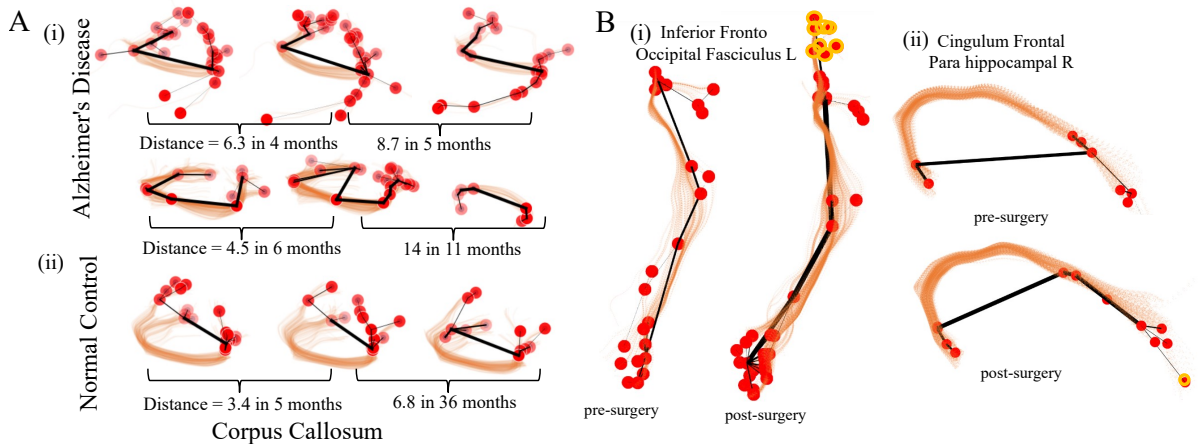 A
(i)
Alzheimer's Disease
Distance = 6.3 in 4 months
8.7 in 5 months
Distance = 4.5 in 6 months
14 in 11 months
(ii)
Normal Control
Distance = 3.4 in 5 months
6.8 in 36 months
Corpus Callosum
B
(i)
Inferior Fronto
Occipital Fasciculus L
pre-surgery
post-surgery
(ii)
Cingulum Frontal
Para hippocampal R
pre-surgery
post-surgery